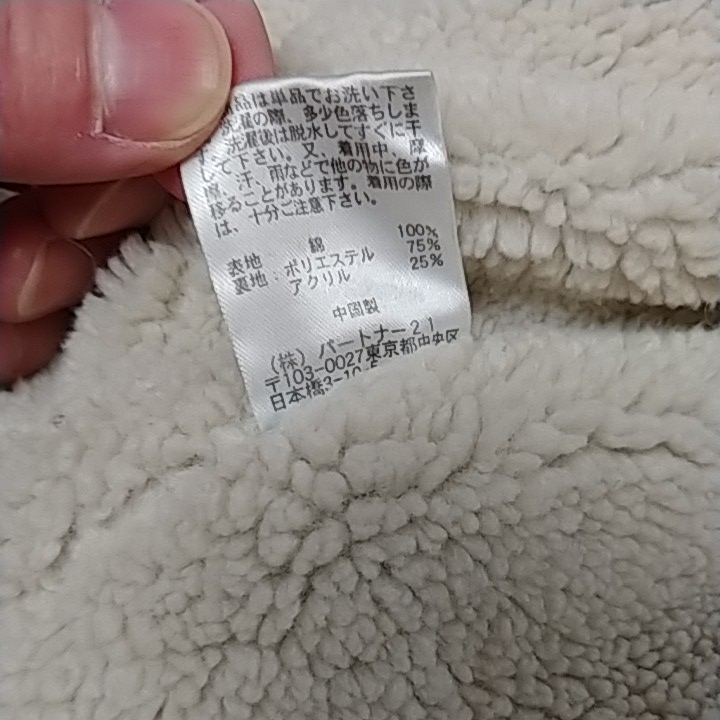 品は単品でお洗い下さ
洗濯の際、多少色落ちしま
す。洗濯後は脱水してすぐに干
して下さい。又、着用中、摩
擦、汗、雨などで他の物に色が
移ることがあります。着用の際
は、十分ご注意下さい。
表地 綿 100%
裏地:ポリエステル 75%
アクリル 25%
中国製
(株) パートナー21
〒103-0027東京都中央区
日本橋3-10-5